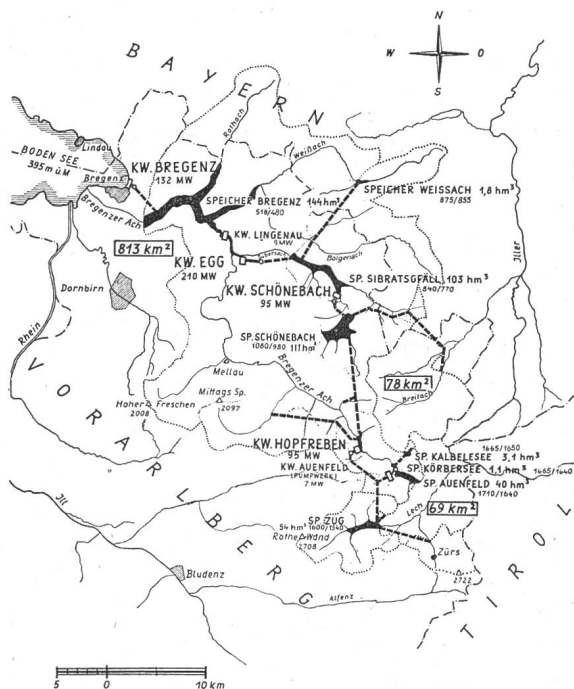 N
W
O
S
BAYERN
Lindau
BODEN SEE
395 m ü M
Bregenz
Rotbach
Weißach
KW. BREGENZ
132 MW
SPEICHER BREGENZ 144 hm³
518/480
SPEICHER WEISSACH 1,8 hm³
875/855
Bregenzer Ach
KW. LINGENAU
9 MW
813 km²
KW. EGG
210 MW
Subersach
Bolgenach
Iller
SP. SIBRATSGFÄLL 103 hm³
840/770
KW. SCHÖNEBACH
95 MW
Dornbirn
SP. SCHÖNEBACH
1060/980 111 hm³
Rhein
VORARLBERG
Mellau
Bregenzer Ach
78 km²
Breitach
Hoher Freschen
2008
Mittags Sp.
2097
KW. HOPFREBEN
95 MW
1665/1650
SP. KALBELESEE 3,1 hm³
SP. KÖRBERSEE 1,1 hm³
1665/1640
KW. AUENFELD
(PUMPWERK)
7 MW
SP. AUENFELD 40 hm³
1710/1640
Ill
Lech
69 km²
SP. ZUG
54 hm³ 1600/1540
Rothe Wand
2708
Zürs
TIROL
Bludenz
2722
Alfenz
5 0 10 km